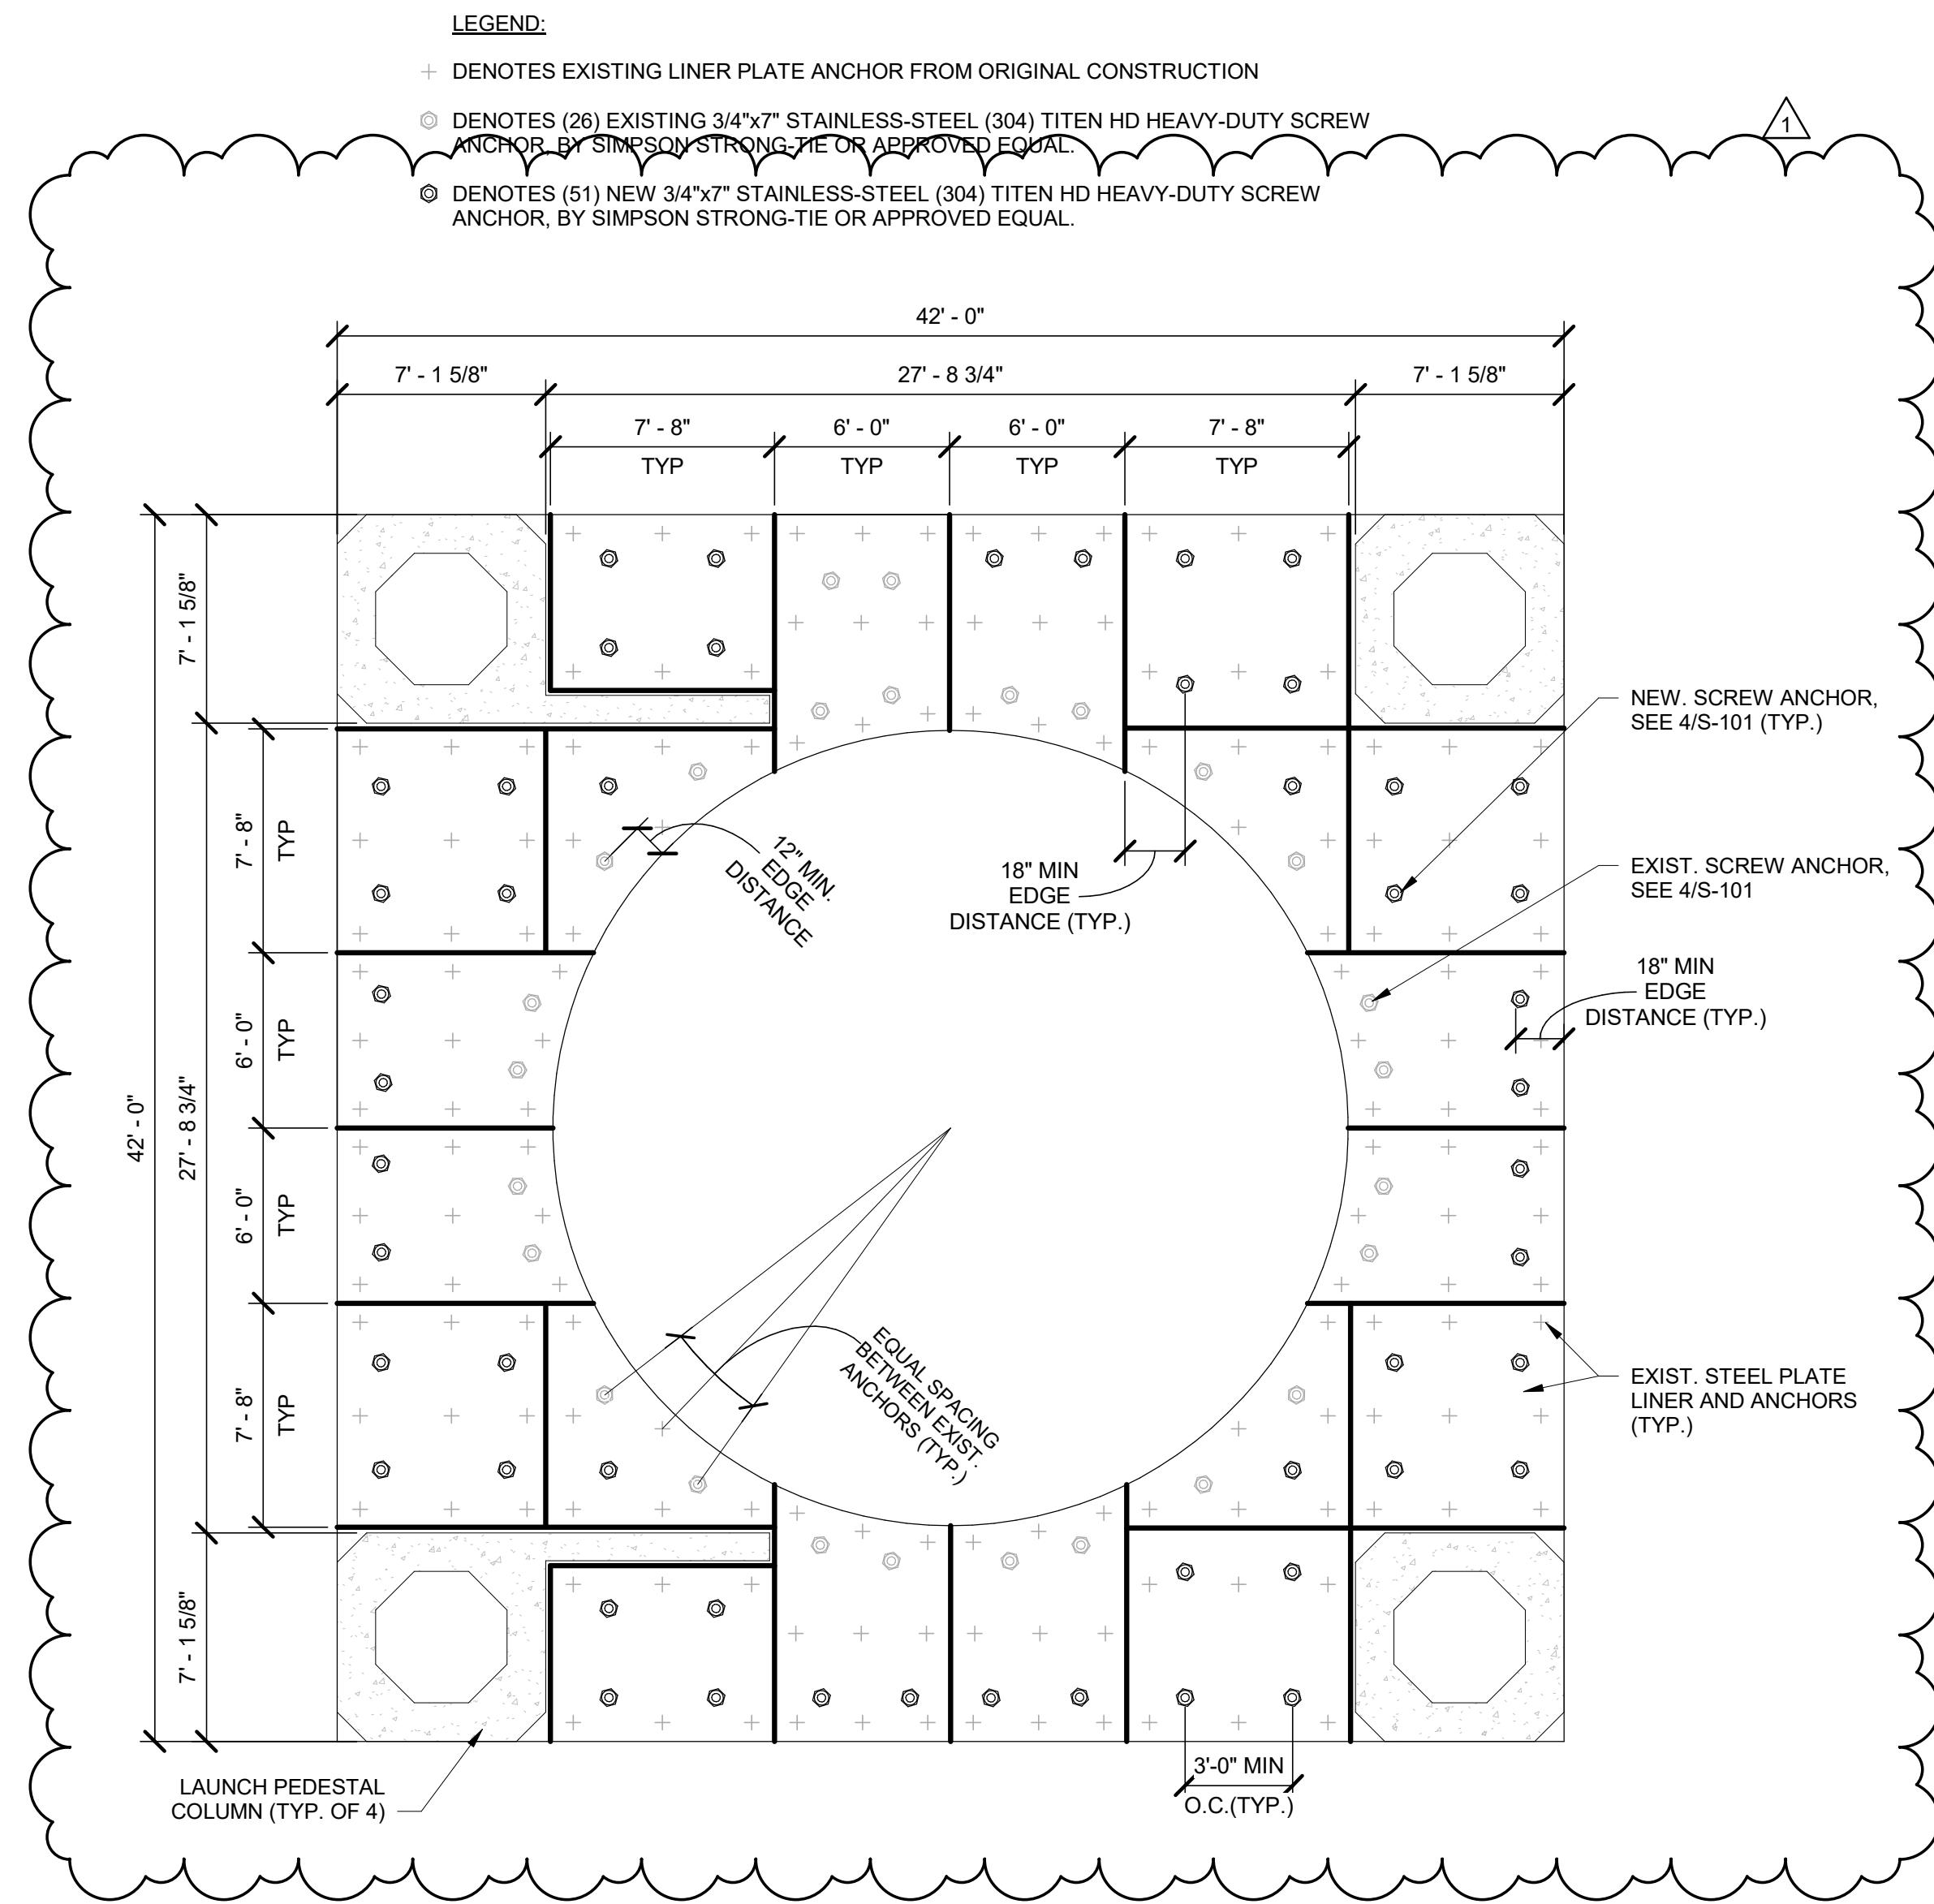 LEGEND:
DENOTES EXISTING LINER PLATE ANCHOR FROM ORIGINAL CONSTRUCTION
DENOTES (26) EXISTING 3/4"x7" STAINLESS-STEEL (304) TITEN HD HEAVY-DUTY SCREW
ANCHOR, BY SIMPSON STRONG-TIE OR APPROVED EQUAL.
1
DENOTES (51) NEW 3/4"x7" STAINLESS-STEEL (304) TITEN HD HEAVY-DUTY SCREW
ANCHOR, BY SIMPSON STRONG-TIE OR APPROVED EQUAL.
42' - 0"
7' - 1 5/8"
27' - 8 3/4"
7' - 1 5/8"
7' - 8"
TYP
6' - 0"
TYP
6' - 0"
TYP
7' - 8"
TYP
42' - 0"
7' - 1 5/8"
27' - 8 3/4"
7' - 1 5/8"
7' - 8"
TYP
6' - 0"
TYP
6' - 0"
TYP
7' - 8"
TYP
12" MIN.
EDGE
DISTANCE
18" MIN
EDGE
DISTANCE (TYP.)
NEW. SCREW ANCHOR,
SEE 4/S-101 (TYP.)
EXIST. SCREW ANCHOR,
SEE 4/S-101
18" MIN
EDGE
DISTANCE (TYP.)
EQUAL SPACING
BETWEEN EXIST.
ANCHORS (TYP.)
EXIST. STEEL PLATE
LINER AND ANCHORS
(TYP.)
LAUNCH PEDESTAL
COLUMN (TYP. OF 4)
3'-0" MIN
O.C.(TYP.)